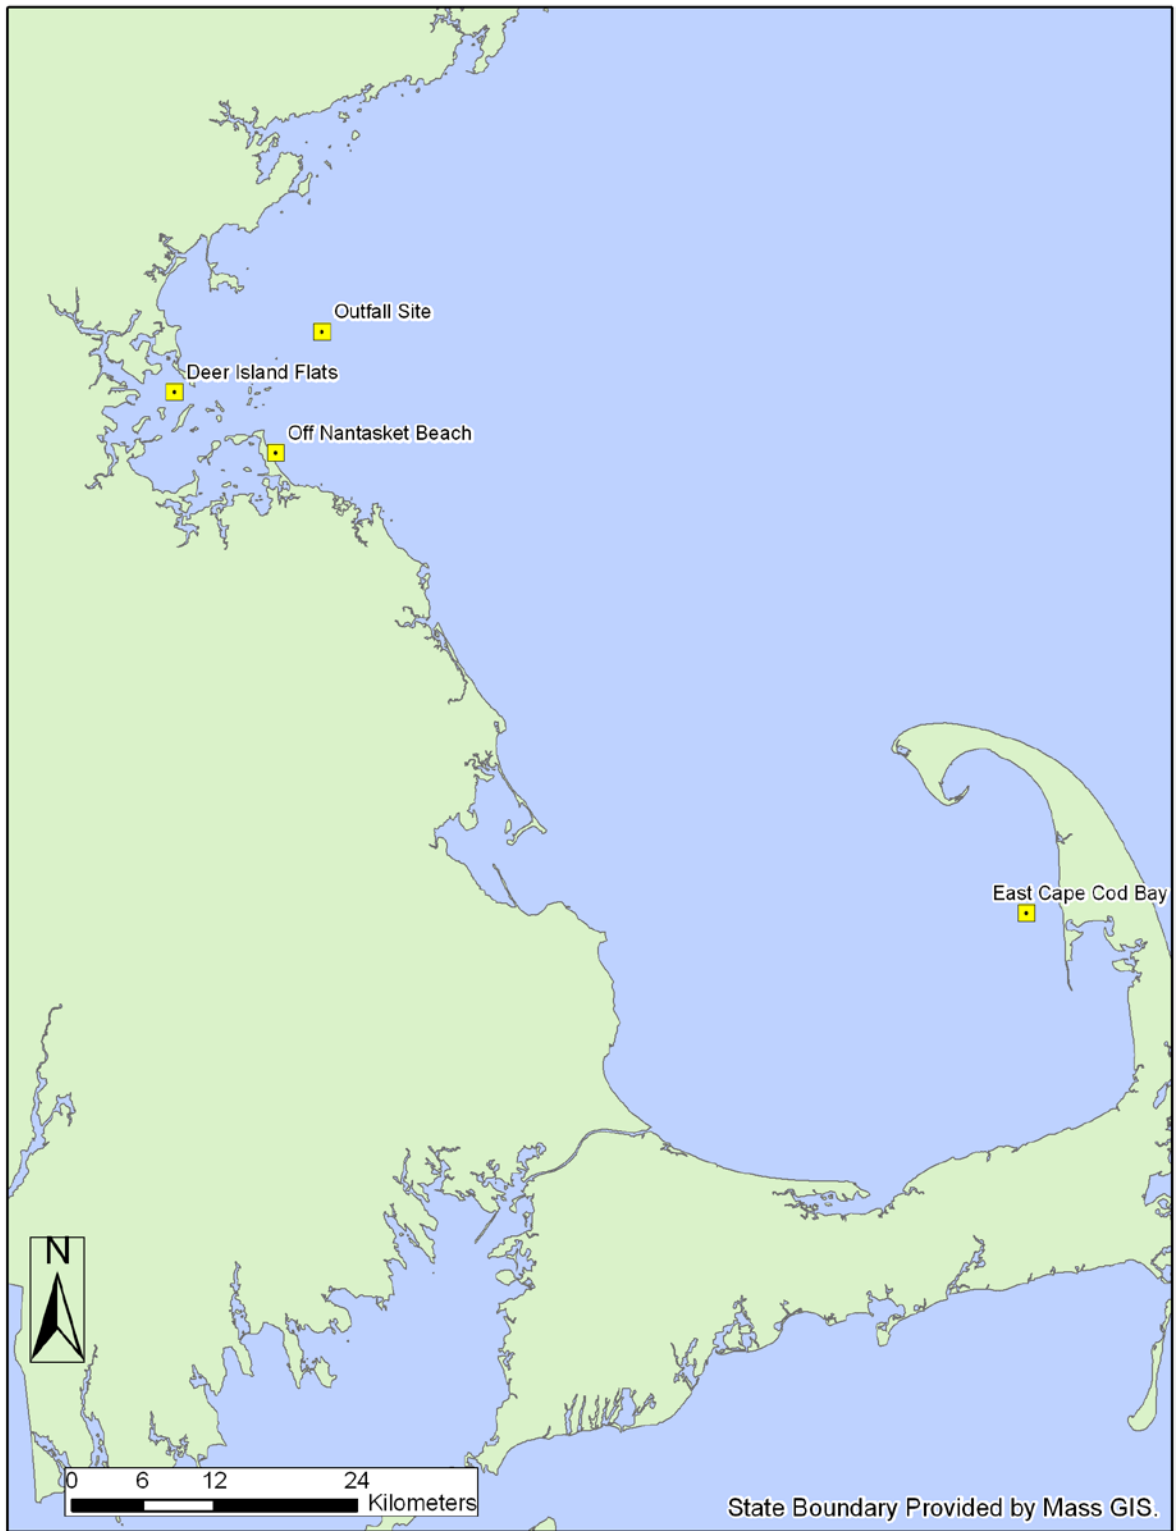 Outfall Site
Deer Island Flats
Off Nantasket Beach
East Cape Cod Bay
N
0 6 12 24
Kilometers
State Boundary Provided by Mass GIS.